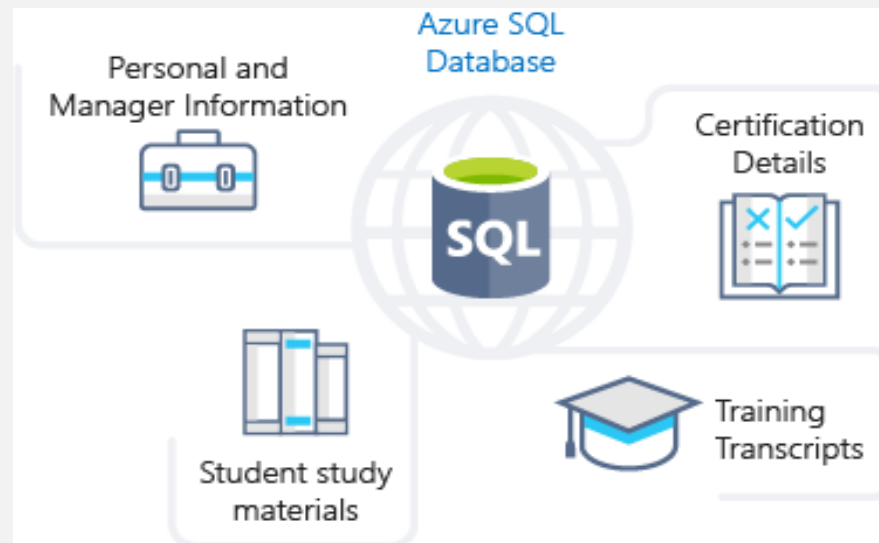 Azure SQL
Database
Personal and
Manager Information
Certification
Details
SQL
Training
Transcripts
Student study
materials